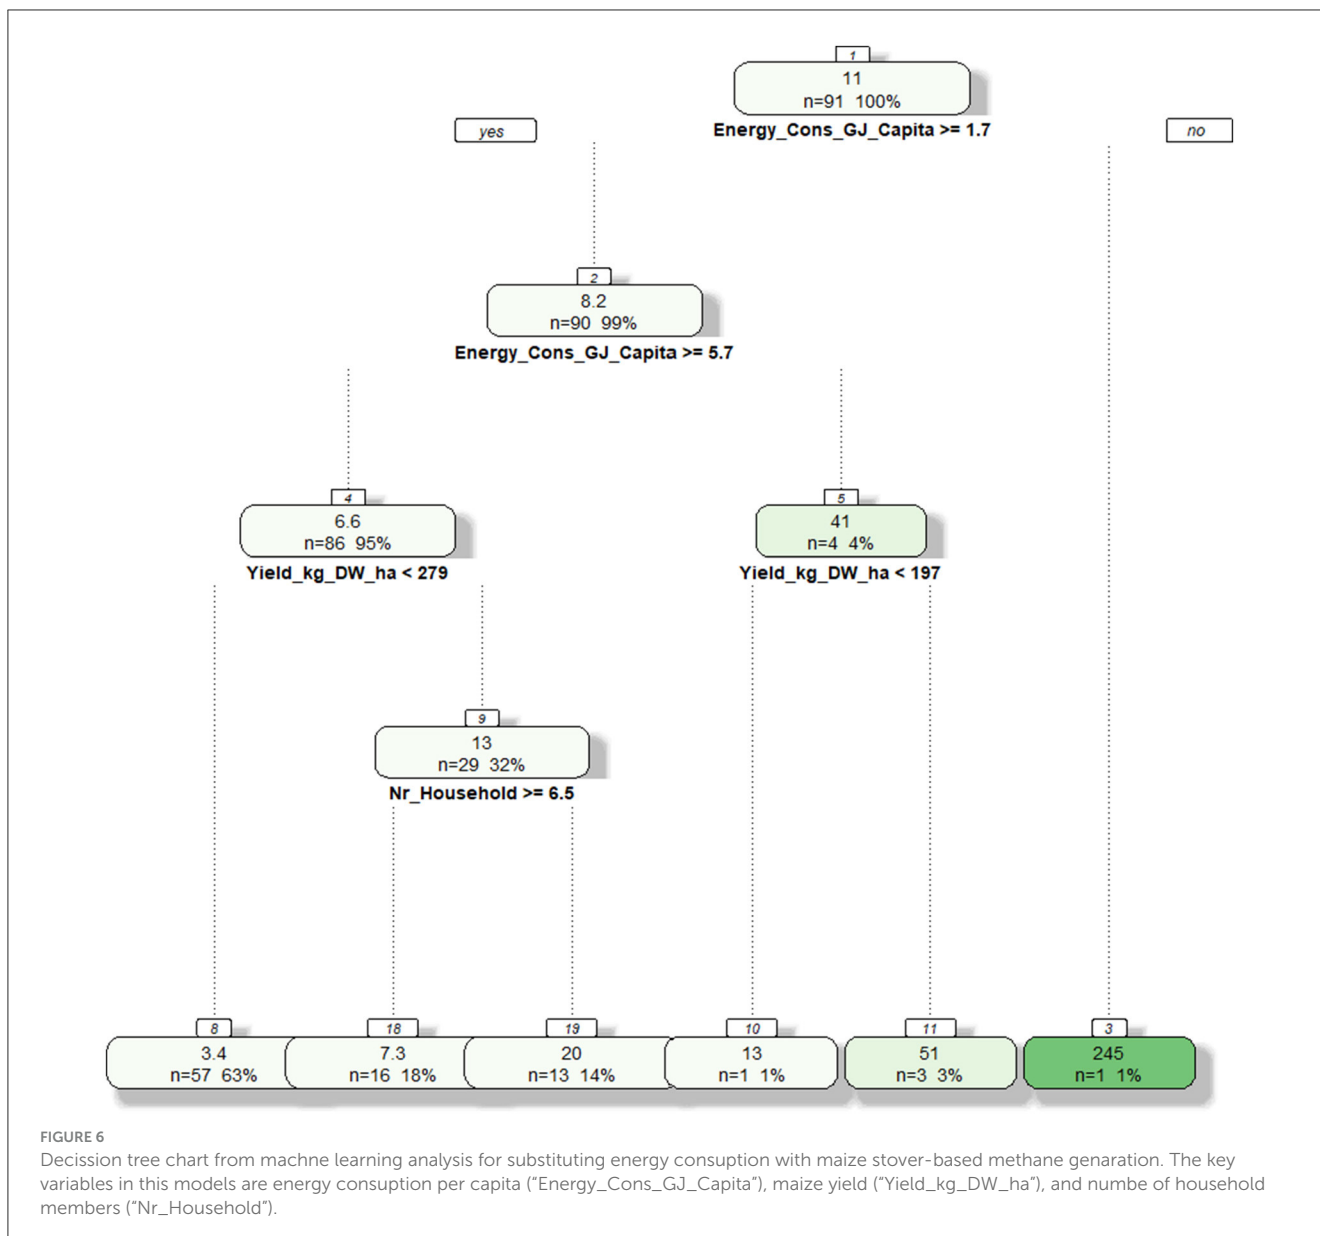 1
11
n=91 100%
Energy_Cons_GJ_Capita >= 1.7
yes
no
2
8.2
n=90 99%
Energy_Cons_GJ_Capita >= 5.7
4
6.6
n=86 95%
Yield_kg_DW_ha < 279
5
41
n=4 4%
Yield_kg_DW_ha < 197
9
13
n=29 32%
Nr_Household >= 6.5
8
3.4
n=57 63%
18
7.3
n=16 18%
19
20
n=13 14%
10
13
n=1 1%
11
51
n=3 3%
3
245
n=1 1%
FIGURE 6
Decission tree chart from machne learning analysis for substituting energy consuption with maize stover-based methane genaration. The key
variables in this models are energy consuption per capita (“Energy_Cons_GJ_Capita”), maize yield (“Yield_kg_DW_ha”), and numbe of household
members (“Nr_Household”).